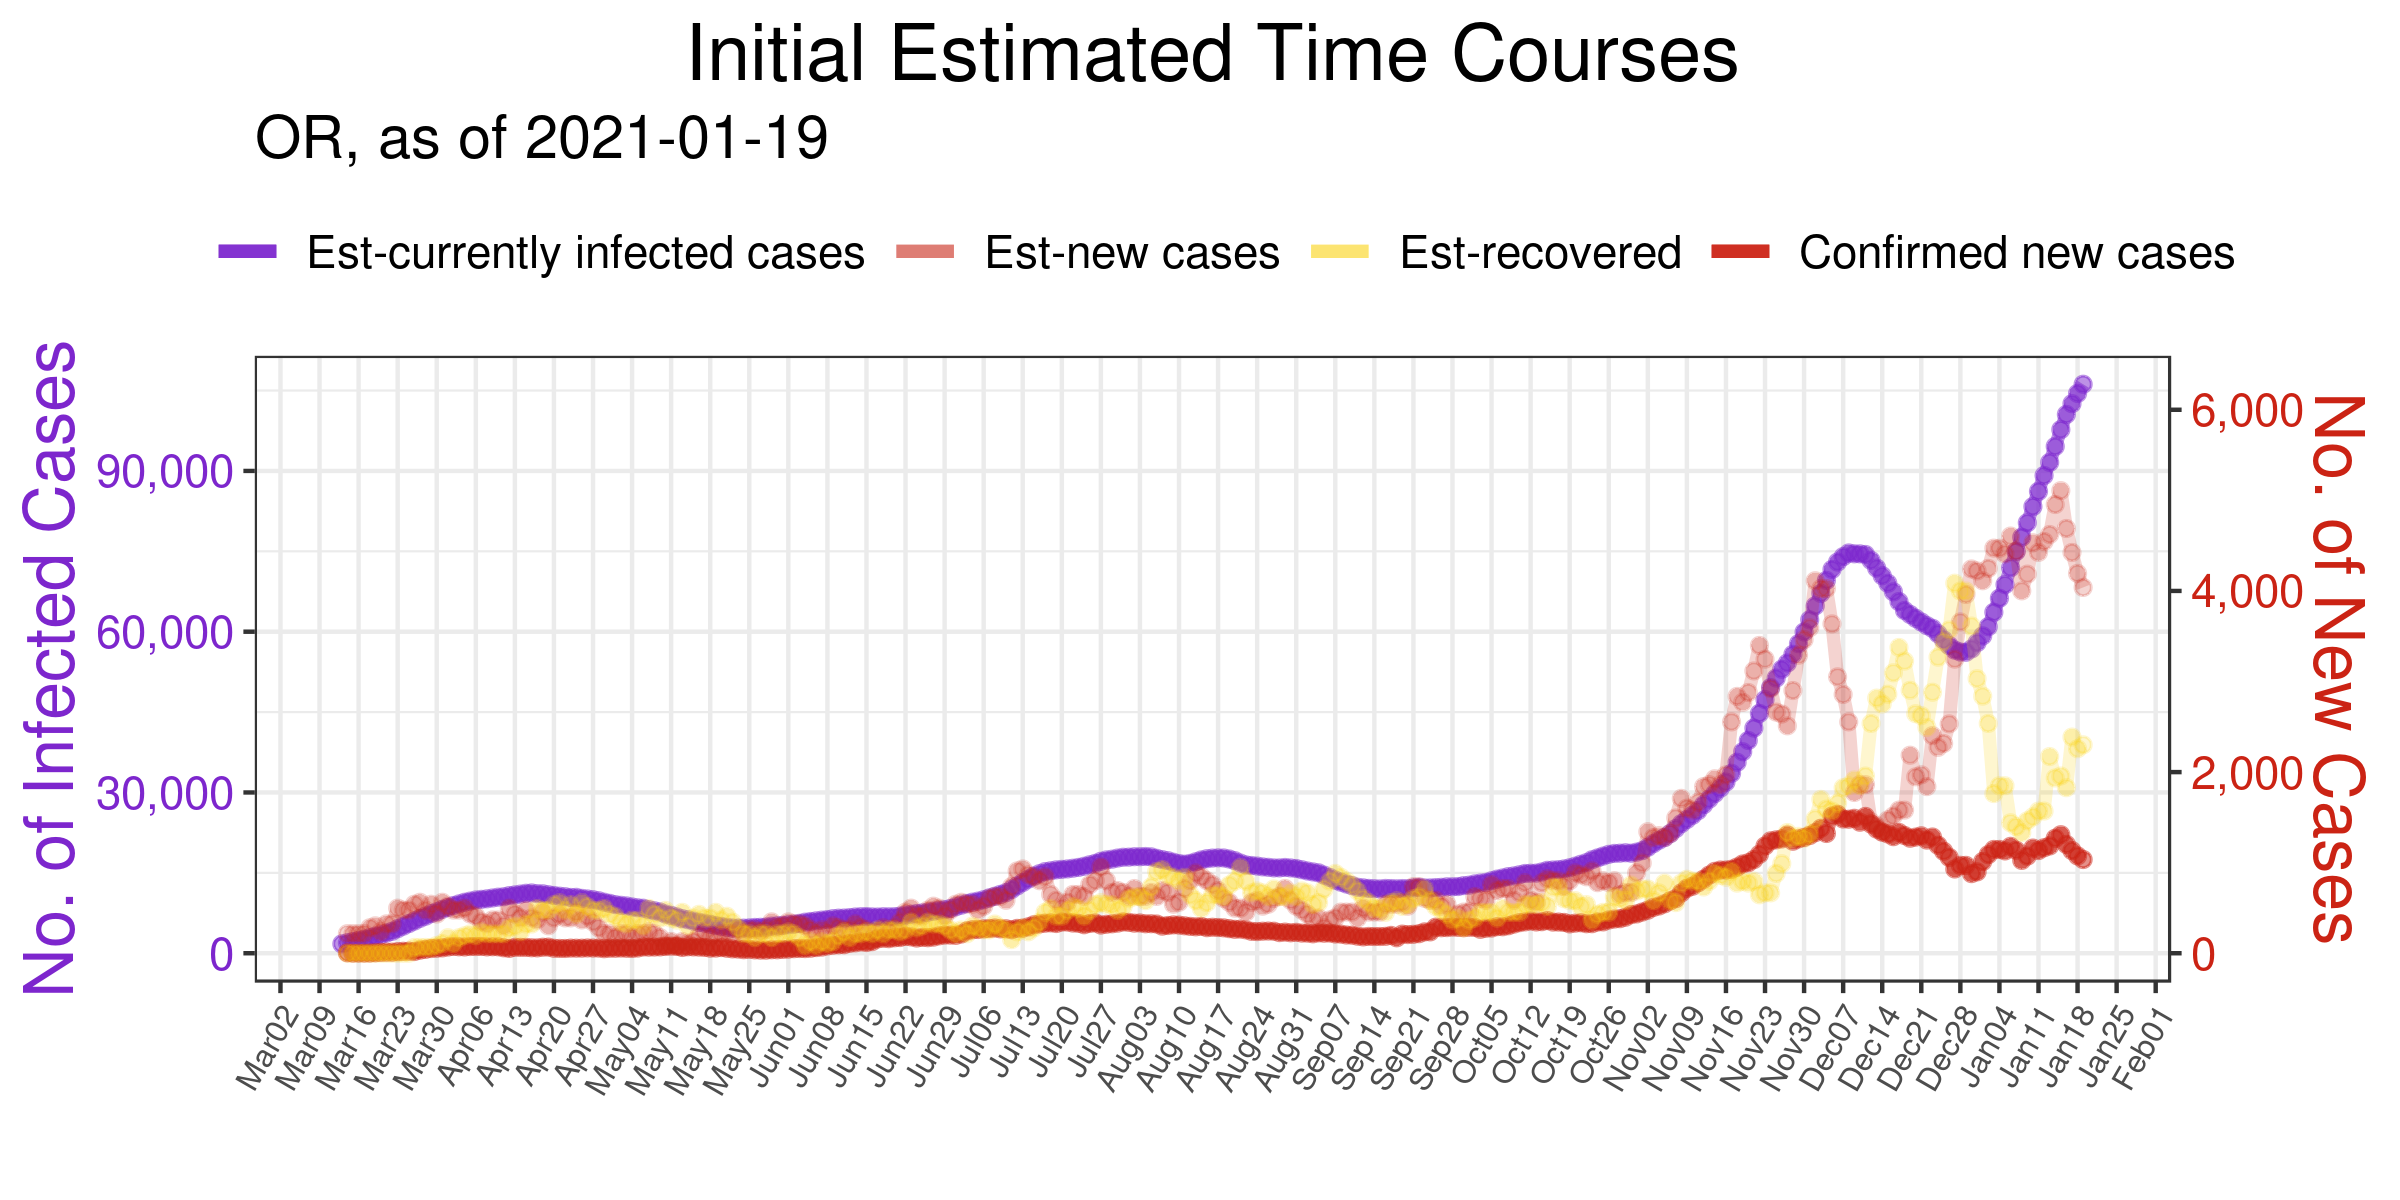 Initial Estimated Time Courses
OR, as of 2021-01-19
Est-currently infected cases Est-new cases Est-recovered Confirmed new cases
No. of Infected Cases
90,000
60,000
30,000
0
6,000
4,000
2,000
0
No. of New Cases
Mar02 Mar09 Mar16 Mar23 Mar30 Apr06 Apr13 Apr20 Apr27 May04 May11 May18 May25 Jun01 Jun08 Jun15 Jun22 Jun29 Jul06 Jul13 Jul20 Jul27 Aug03 Aug10 Aug17 Aug24 Aug31 Sep07 Sep14 Sep21 Sep28 Oct05 Oct12 Oct19 Oct26 Nov02 Nov09 Nov16 Nov23 Nov30 Dec07 Dec14 Dec21 Dec28 Jan04 Jan11 Jan18 Jan25 Feb01